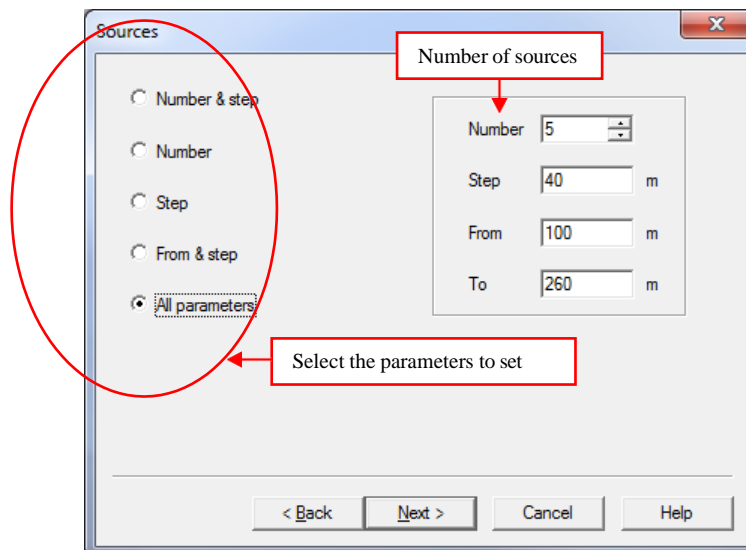 Sources
X
Number of sources
Number & step
Number
Step
From & step
All parameters
Number 5
Step 40 m
From 100 m
To 260 m
Select the parameters to set
< Back Next > Cancel Help